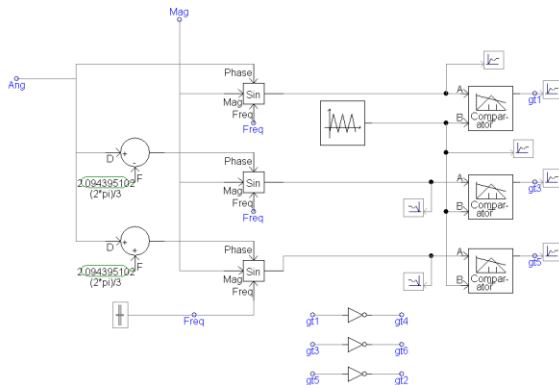 Mag
Ang
Phase
Sin
Mag
Freq
Freq
A
B
Compar-
ator
gt1
D
+
-
F
2.094395102
(2*pi)/3
Phase
Sin
Mag
Freq
Freq
A
B
Compar-
ator
gt3
D
+
+
F
2.094395102
(2*pi)/3
Phase
Sin
Mag
Freq
Freq
A
B
Compar-
ator
gt5
gt1
gt4
gt3
gt6
gt5
gt2